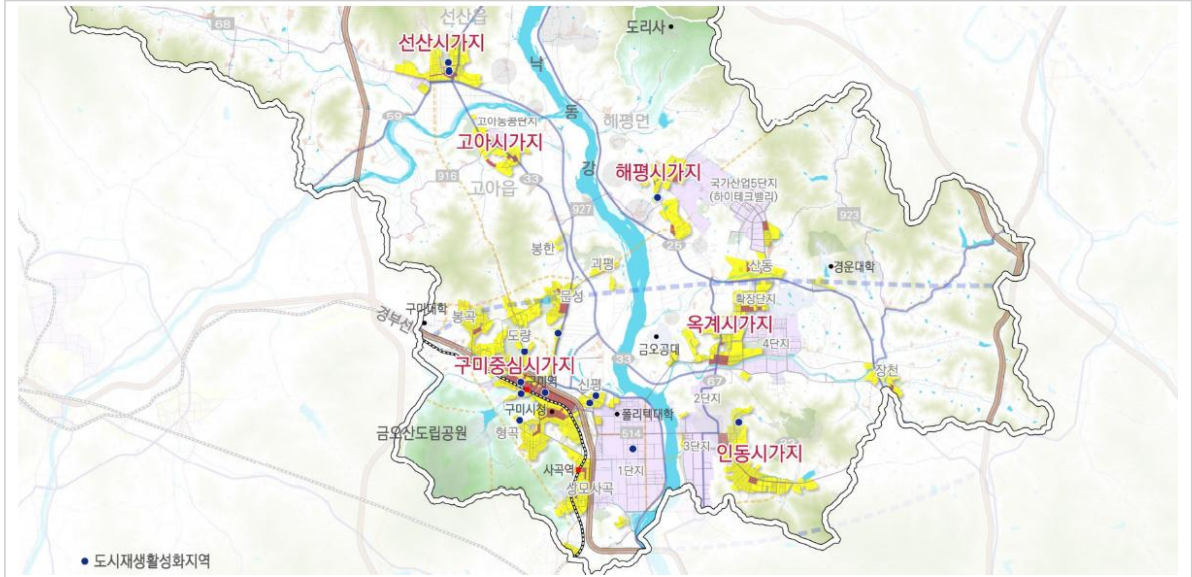 68
선산읍
선산시가지
도리사
낙
동
강
59
고아농공단지
해평면
고아시가지
916
33
고아읍
해평시가지
국가산업5단지
(하이테크밸리)
927
923
25
봉한
괴평
산동
경운대학
문성
확장단지
구미대학
봉곡
경부선
도량
옥계시가지
금오공대
4단지
33
구미중심시가지
구미역
신평
67
장천
2단지
구미시청
폴리텍대학
금오산도립공원
형곡
514
3단지
인동시가지
사곡역
1단지
상모사곡
도시재생활성화지역